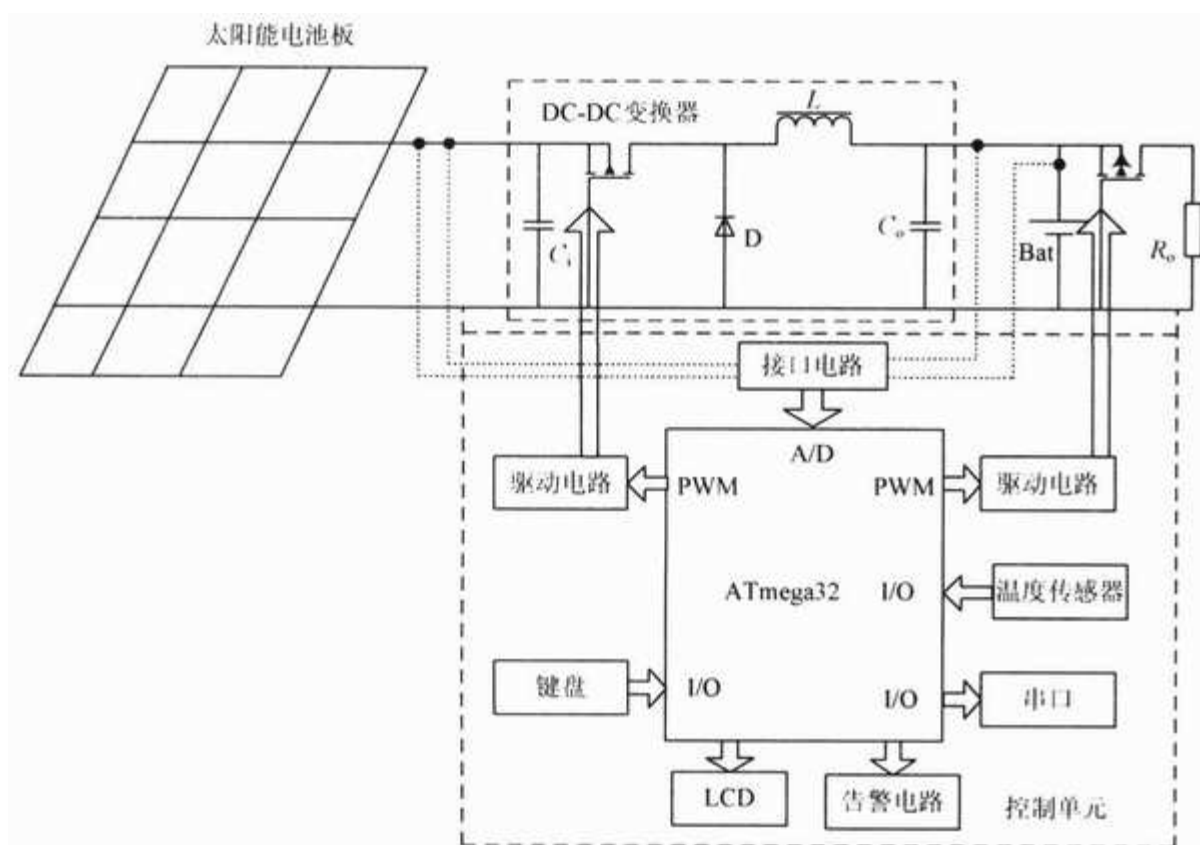 太阳能电池板
DC-DC变换器
L
Ci
D
Co
Bat
Ro
接口电路
A/D
驱动电路
PWM
PWM
驱动电路
ATmega32
I/O
温度传感器
键盘
I/O
I/O
串口
LCD
告警电路
控制单元